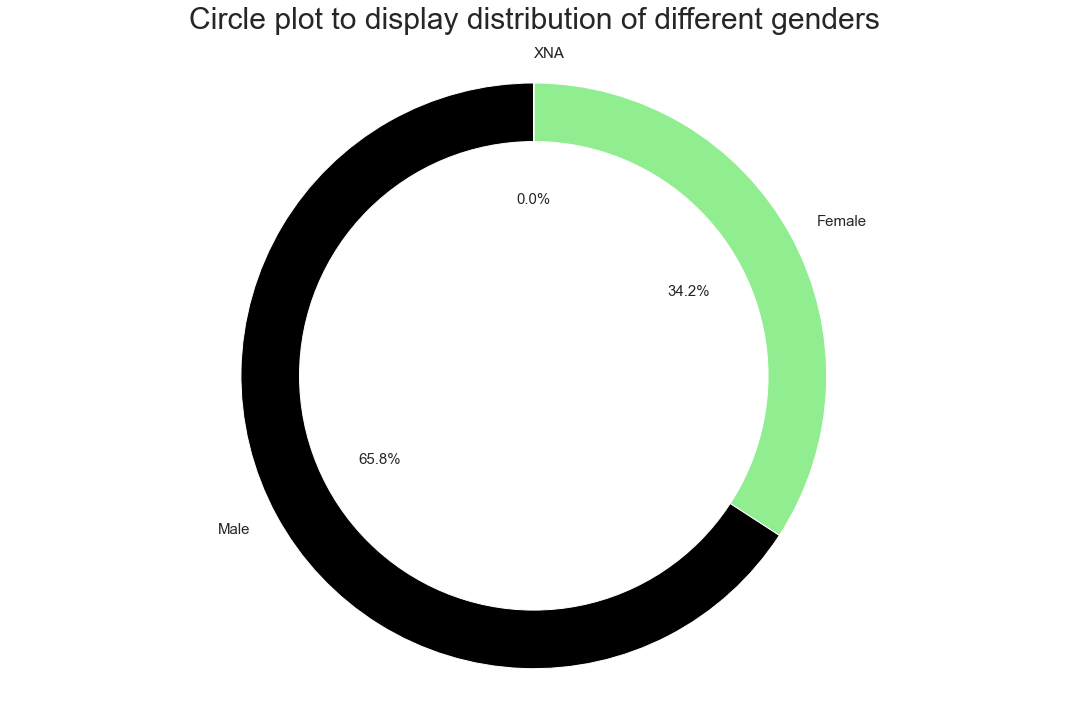 Circle plot to display distribution of different genders
XNA
0.0%
Female
34.2%
65.8%
Male